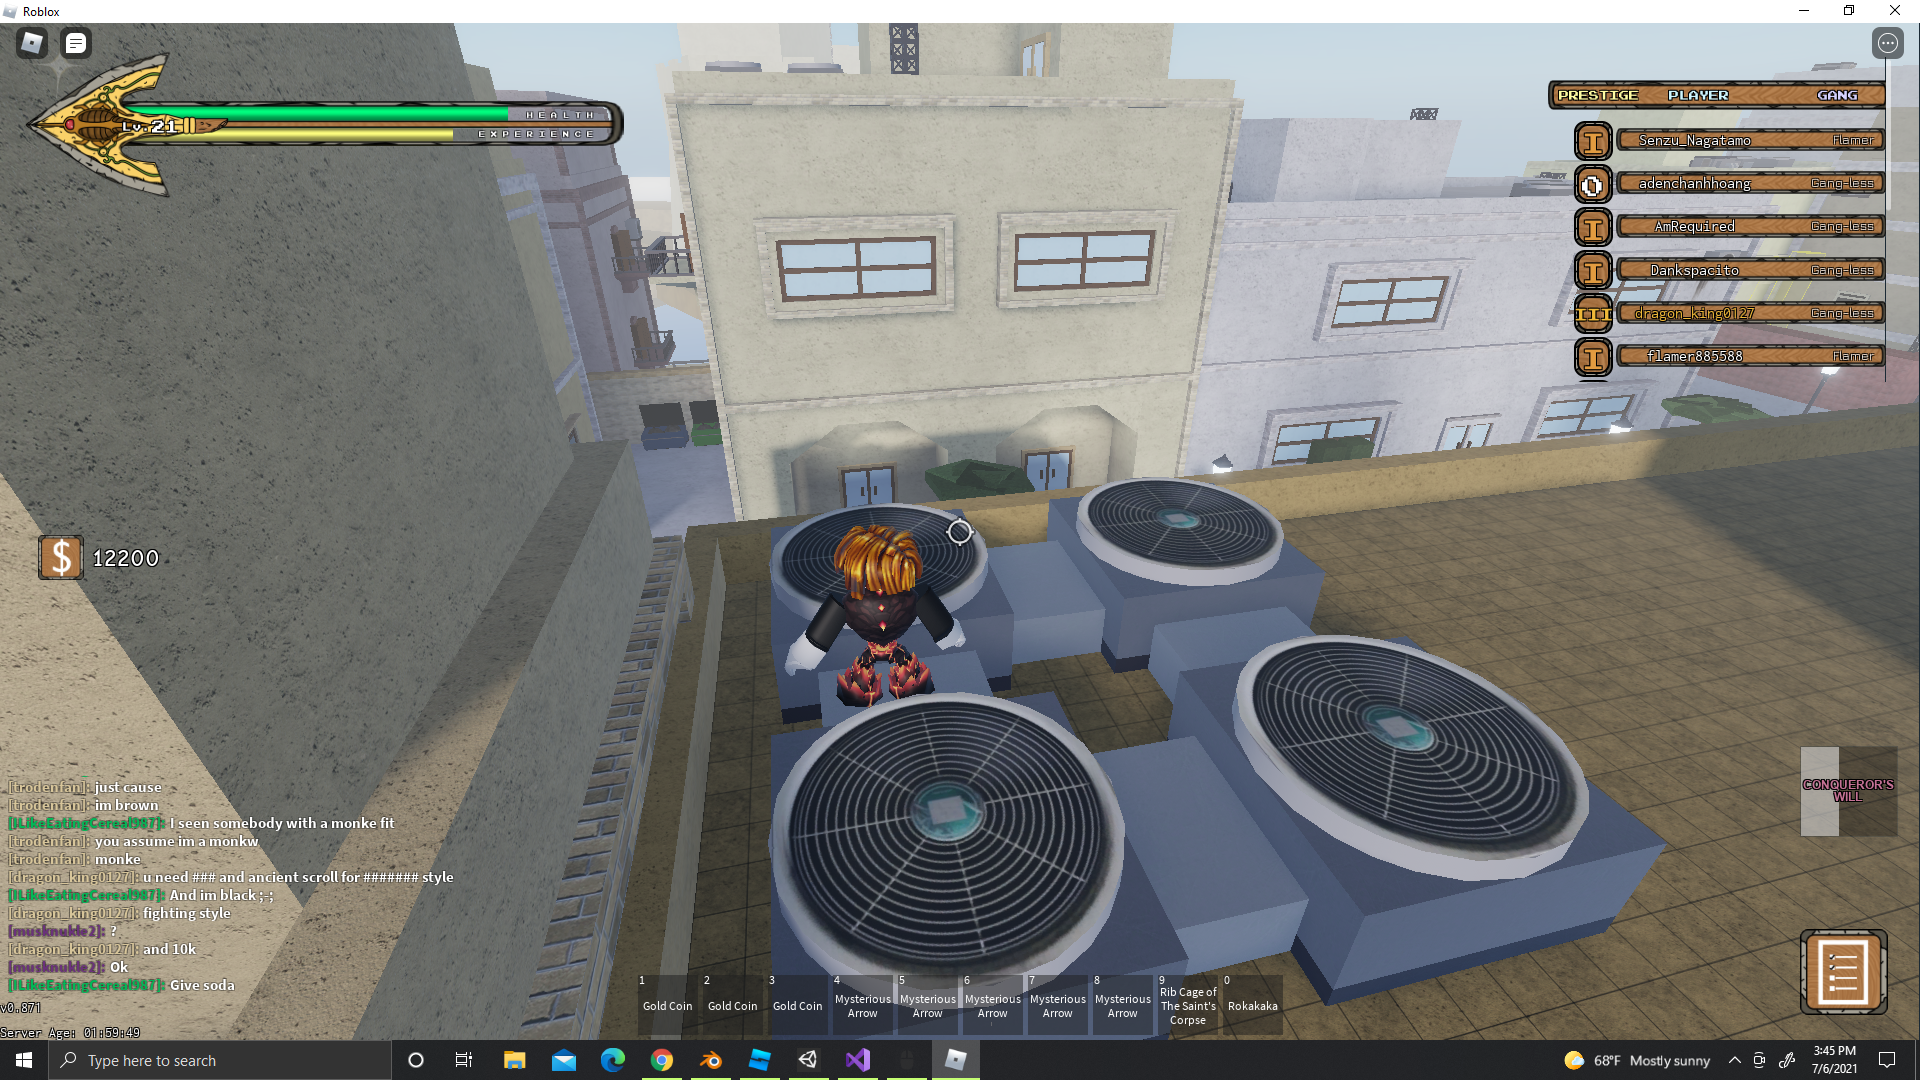 Roblox
Lv.21
HEALTH
EXPERIENCE
PRESTIGE PLAYER GANG
I Senzu_Nagatamo Flamer
0 adenchanhhoang Gang-less
I AmRequired Gang-less
I Dankspacito Gang-less
III dragon_king0127 Gang-less
I flamer885588 Flamer
$ 12200
[trodenfan]: just cause
[trodenfan]: im brown
[ILikeEatingCereal987]: I seen somebody with a monke fit
[trodenfan]: you assume im a monkw
[trodenfan]: monke
[dragon_king0127]: u need ### and ancient scroll for ####### style
[ILikeEatingCereal987]: And im black ;-;
[dragon_king0127]: fighting style
[musknukle2]: ?
[dragon_king0127]: and 10k
[musknukle2]: Ok
[ILikeEatingCereal987]: Give soda
v0.871
Server Age: 01:59:49
CONQUEROR'S
WILL
1 2 3 4 5 6 7 8 9 0
Gold Coin
Gold Coin
Gold Coin
Mysterious
Arrow
Mysterious
Arrow
Mysterious
Arrow
Mysterious
Arrow
Mysterious
Arrow
Rib Cage of
The Saint's
Corpse
Rokakaka
Type here to search
68°F Mostly sunny
3:45 PM
7/6/2021